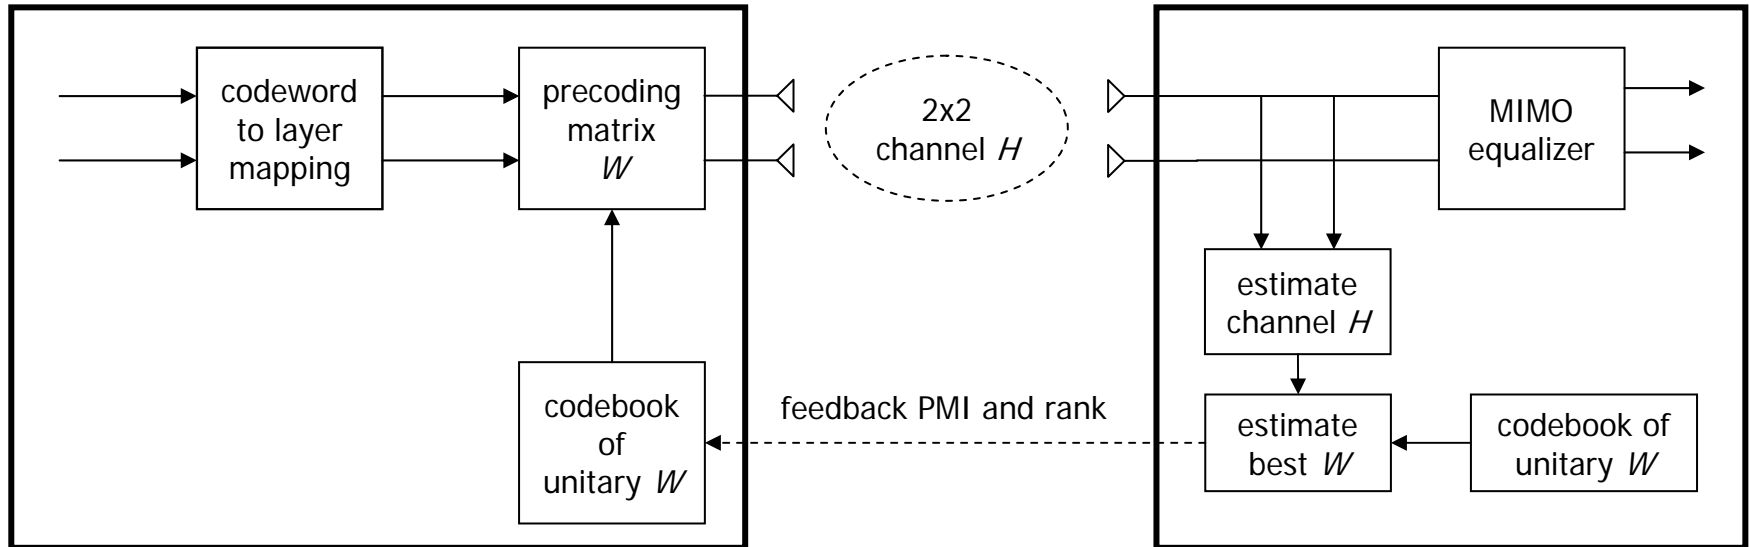 codeword
to layer
mapping
precoding
matrix
W
2x2
channel H
MIMO
equalizer
estimate
channel H
codebook
of
unitary W
feedback PMI and rank
estimate
best W
codebook of
unitary W